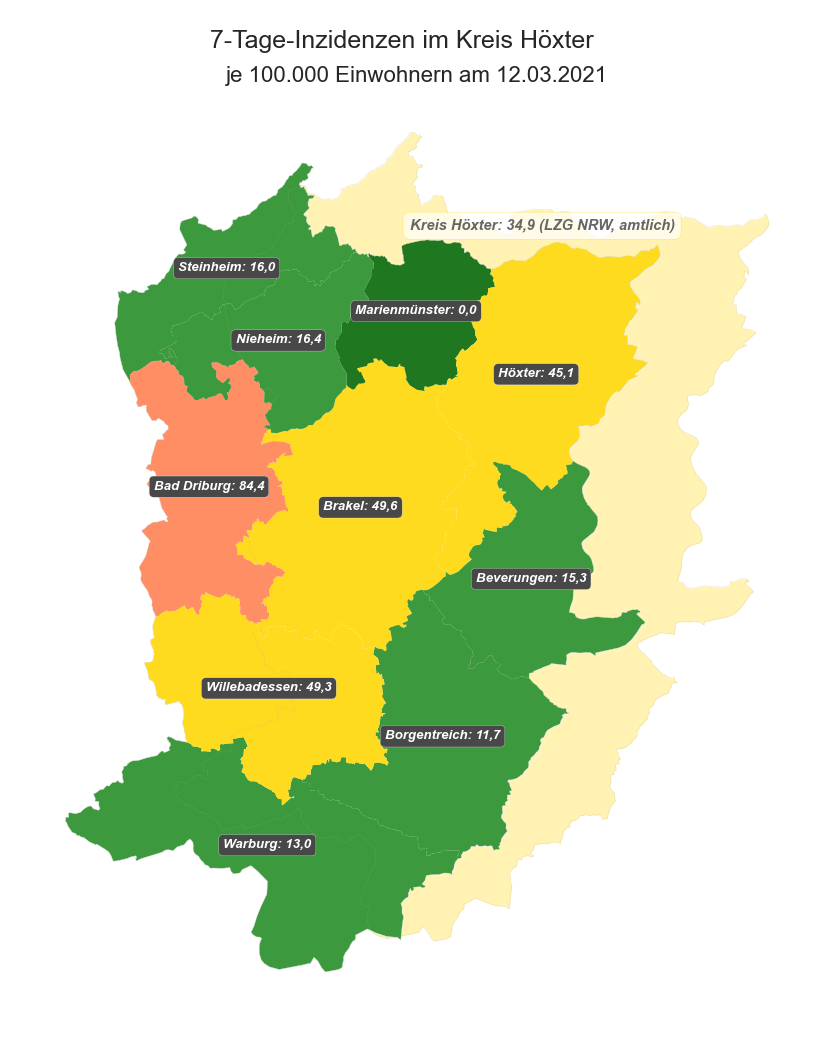 7-Tage-Inzidenzen im Kreis Höxter
je 100.000 Einwohnern am 12.03.2021
Kreis Höxter: 34,9 (LZG NRW, amtlich)
Steinheim: 16,0
Marienmünster: 0,0
Nieheim: 16,4
Höxter: 45,1
Bad Driburg: 84,4
Brakel: 49,6
Beverungen: 15,3
Willebadessen: 49,3
Borgentreich: 11,7
Warburg: 13,0